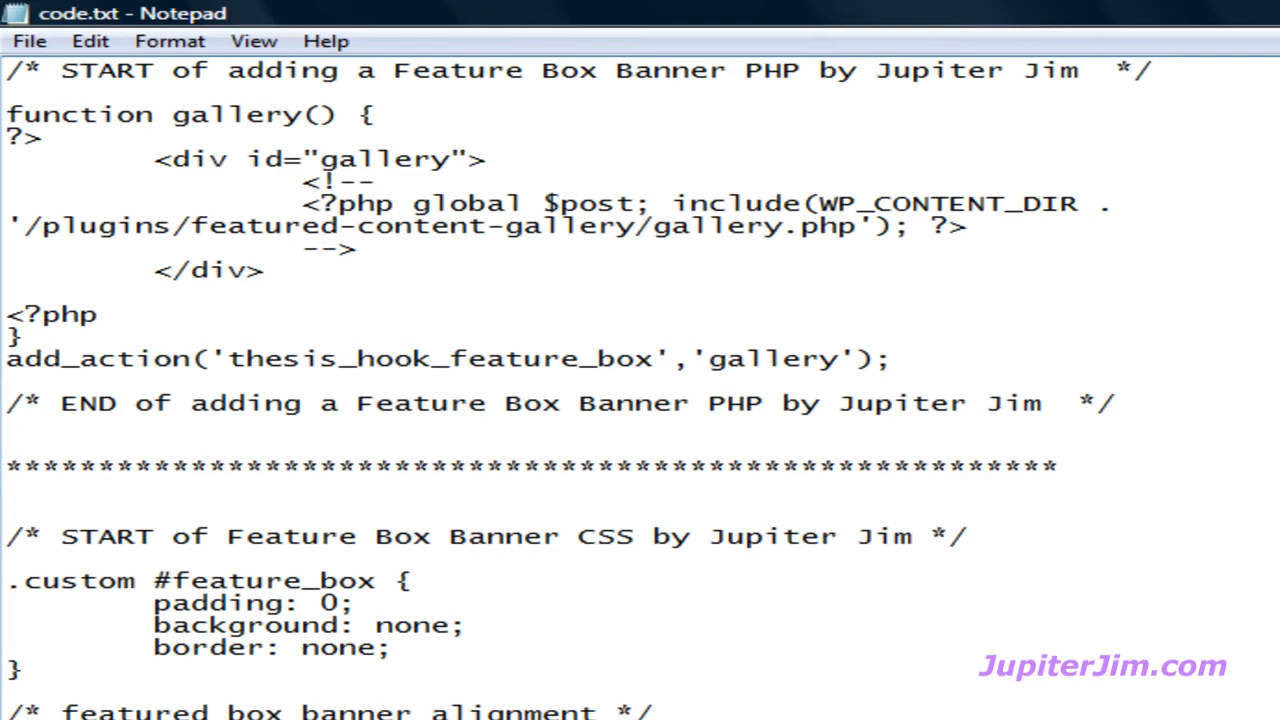 code.txt - Notepad
File Edit Format View Help
/* START of adding a Feature Box Banner PHP by Jupiter Jim */
function gallery() {
?>
<div id="gallery">
<!--
<?php global $post; include(WP_CONTENT_DIR .
'/plugins/featured-content-gallery/gallery.php'); ?>
-->
</div>
<?php
}
add_action('thesis_hook_feature_box','gallery');
/* END of adding a Feature Box Banner PHP by Jupiter Jim */
*********************************************************
/* START of Feature Box Banner CSS by Jupiter Jim */
.custom #feature_box {
padding: 0;
background: none;
border: none;
}
JupiterJim.com
/* featured box banner alignment */